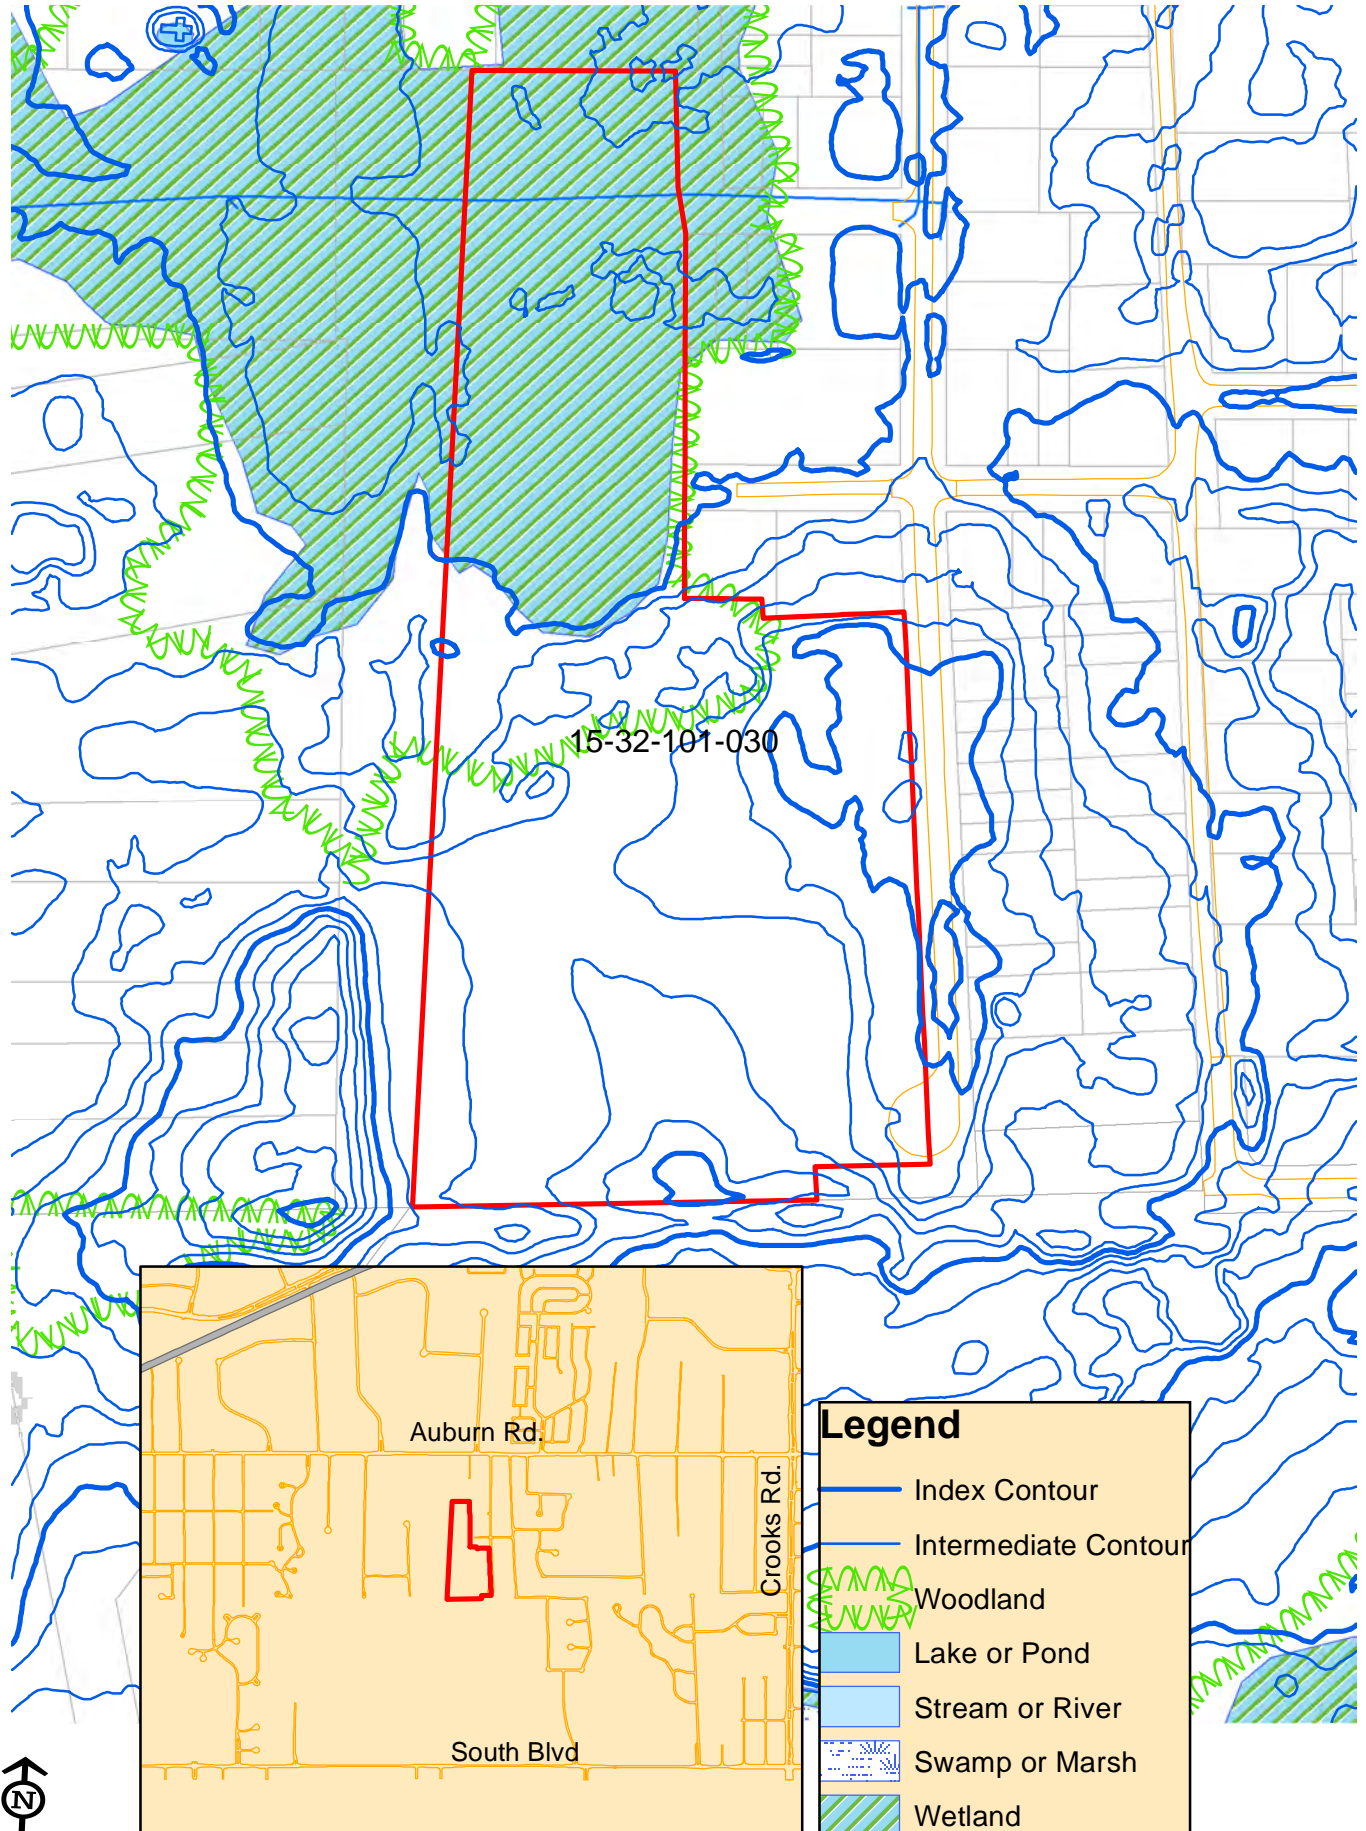 15-32-101-030
Auburn Rd.
Crooks Rd.
South Blvd
N
Legend
Index Contour
Intermediate Contour
Woodland
Lake or Pond
Stream or River
Swamp or Marsh
Wetland